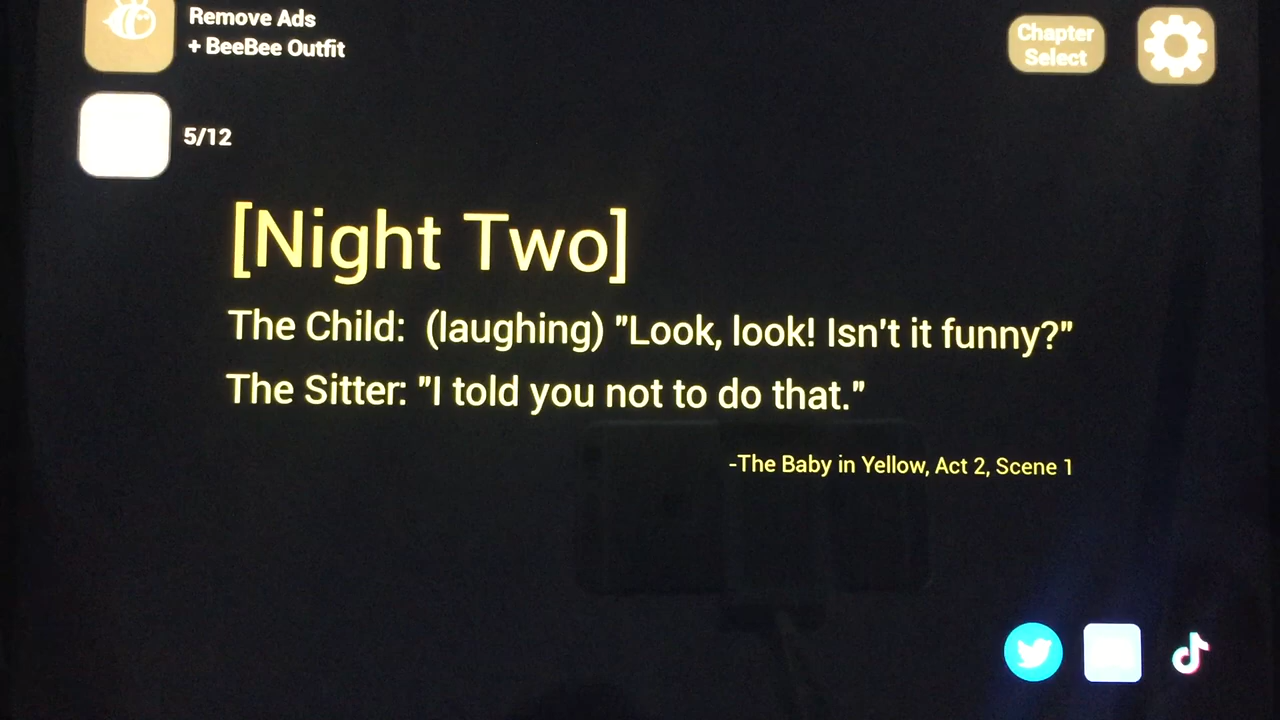 Remove Ads
+ BeeBee Outfit
Chapter
Select
5/12
[Night Two]
The Child:  (laughing) "Look, look! Isn't it funny?"
The Sitter: "I told you not to do that."
-The Baby in Yellow, Act 2, Scene 1